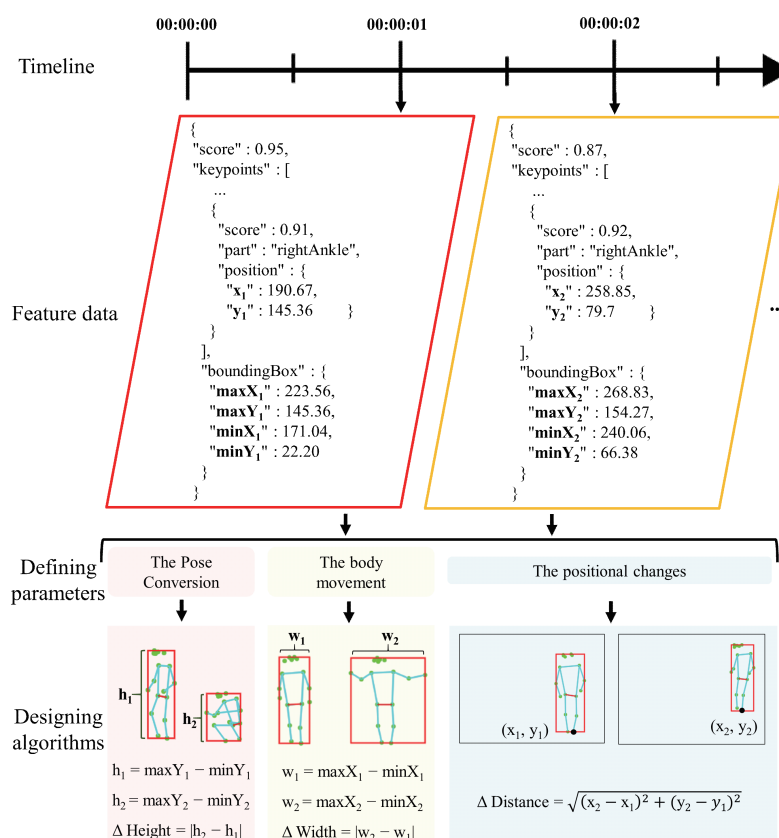 00:00:00
00:00:01
00:00:02
Timeline
Feature data
{
"score" : 0.95,
"keypoints" : [
...
{
"score" : 0.91,
"part" : "rightAnkle",
"position" : {
"x₁" : 190.67,
"y₁" : 145.36 }
}
],
"boundingBox" : {
"maxX₁" : 223.56,
"maxY₁" : 145.36,
"minX₁" : 171.04,
"minY₁" : 22.20
}
}
{
"score" : 0.87,
"keypoints" : [
...
{
"score" : 0.92,
"part" : "rightAnkle",
"position" : {
"x₂" : 258.85,
"y₂" : 79.7 }
}
],
"boundingBox" : {
"maxX₂" : 268.83,
"maxY₂" : 154.27,
"minX₂" : 240.06,
"minY₂" : 66.38
}
}
...
Defining
parameters
The Pose
Conversion
The body
movement
The positional changes
Designing
algorithms
h₁
h₂
h₁ = maxY₁ − minY₁
h₂ = maxY₂ − minY₂
Δ Height = |h₂ − h₁|
w₁
w₂
w₁ = maxX₁ − minX₁
w₂ = maxX₂ − minX₂
Δ Width = |w₂ − w₁|
(x₁, y₁)
(x₂, y₂)
Δ Distance = √(x₂ − x₁)² + (y₂ − y₁)²